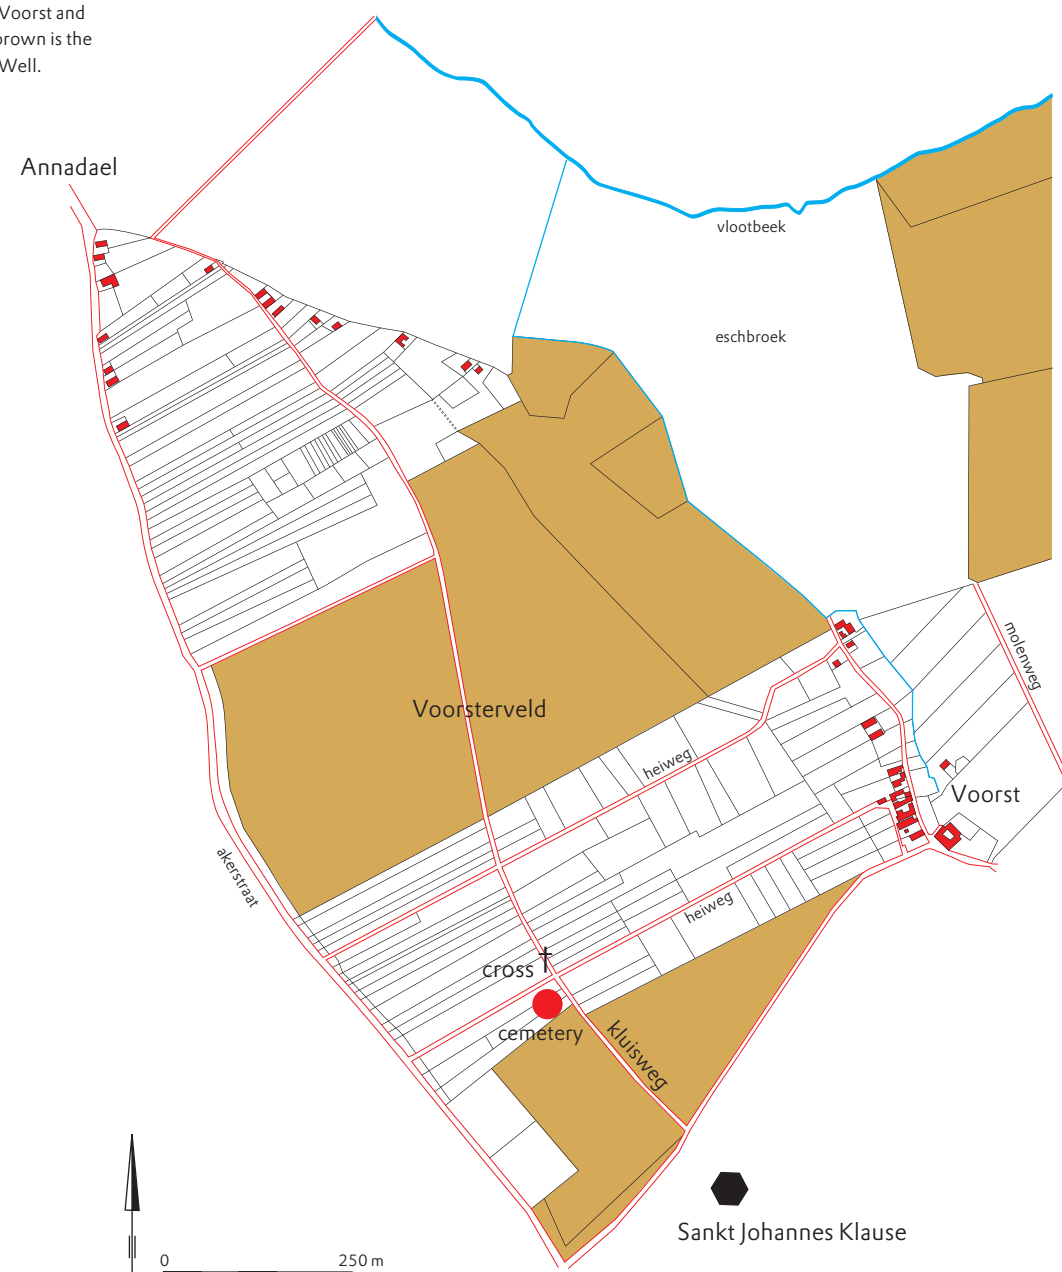 Voorst and
brown is the
Well.
Annadael
vlootbeek
eschbroek
molenweg
Voorsterveld
heiweg
Voorst
akerstraat
heiweg
cross
cemetery
kluisweg
Sankt Johannes Klause
0 250 m